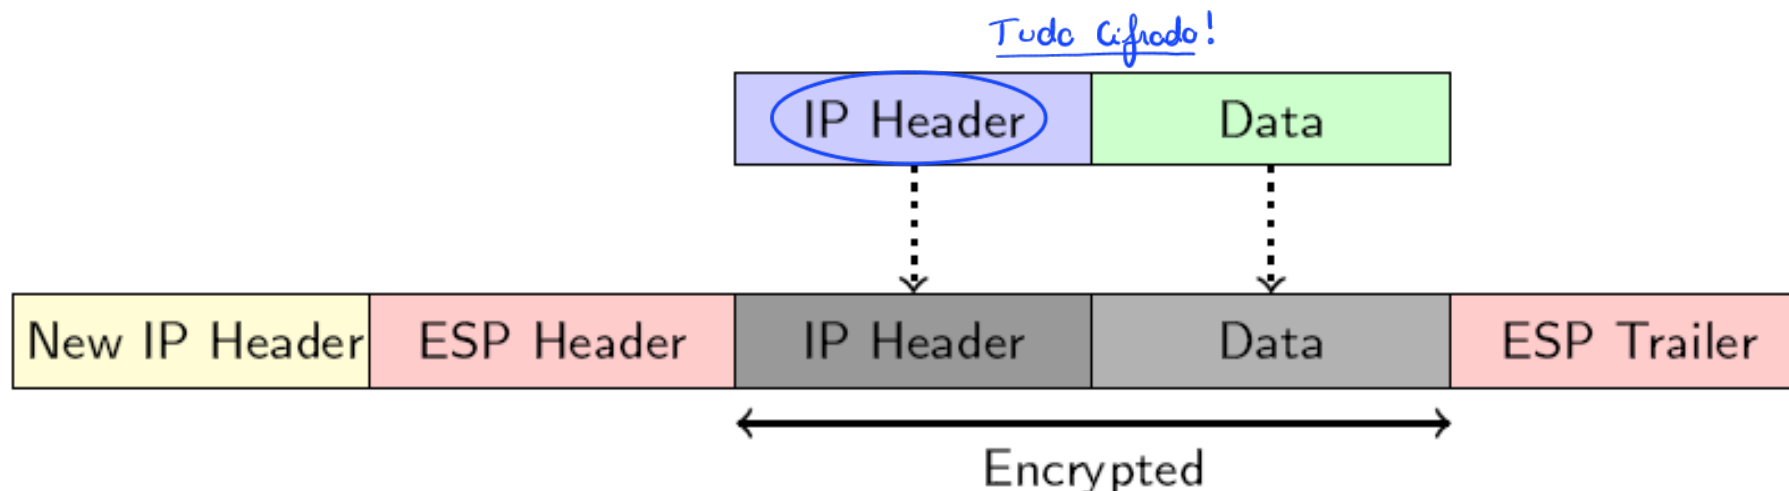 Tudo Cifrado!
IP Header Data
New IP Header ESP Header IP Header Data ESP Trailer
Encrypted